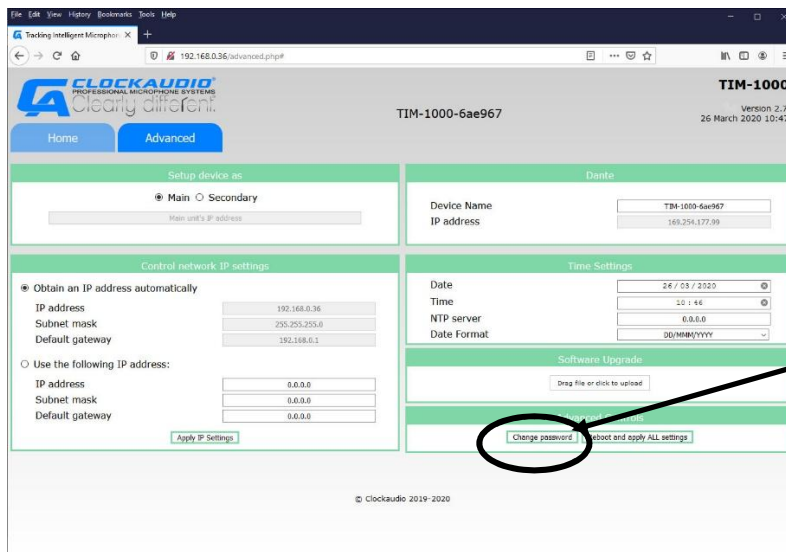 File Edit View History Bookmarks Tools Help
Tracking Intelligent Microphon
192.168.0.36/advanced.php#
CLOCKAUDIO
PROFESSIONAL MICROPHONE SYSTEMS
Clearly different.
TIM-1000
TIM-1000-6ae967
Version 2.7
26 March 2020 10:47
Home Advanced
Setup device as
Main Secondary
Main unit's IP address
Dante
Device Name TIM-1000-6ae967
IP address 169.254.177.99
Control network IP settings
Obtain an IP address automatically
IP address 192.168.0.36
Subnet mask 255.255.255.0
Default gateway 192.168.0.1
Use the following IP address:
IP address 0.0.0.0
Subnet mask 0.0.0.0
Default gateway 0.0.0.0
Apply IP Settings
Time Settings
Date 26 / 03 / 2020
Time 10 : 46
NTP server 0.0.0.0
Date Format DD/MMM/YYYY
Software Upgrade
Drag file or click to upload
Advanced Controls
Change password Reboot and apply ALL settings
© Clockaudio 2019-2020